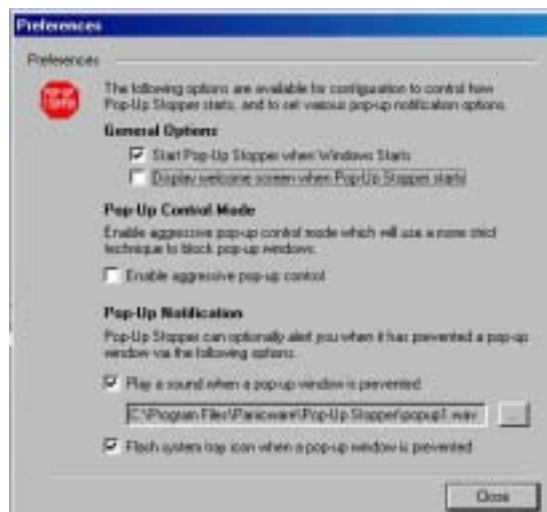 Preferences
Preferences
POP-UP
STOPPER
The following options are available for configuration to control how
Pop-Up Stopper starts, and to set various pop-up notification options.
General Options
Start Pop-Up Stopper when Windows Starts
Display welcome screen when Pop-Up Stopper starts
Pop-Up Control Mode
Enable aggressive pop-up control mode which will use a more strict
technique to block pop-up windows.
Enable aggressive pop-up control
Pop-Up Notification
Pop-Up Stopper can optionally alert you when it has prevented a pop-up
window via the following options.
Play a sound when a pop-up window is prevented
C:\Program Files\Panicware\Pop-Up Stopper\popup1.wav
...
Flash system tray icon when a pop-up window is prevented
Close